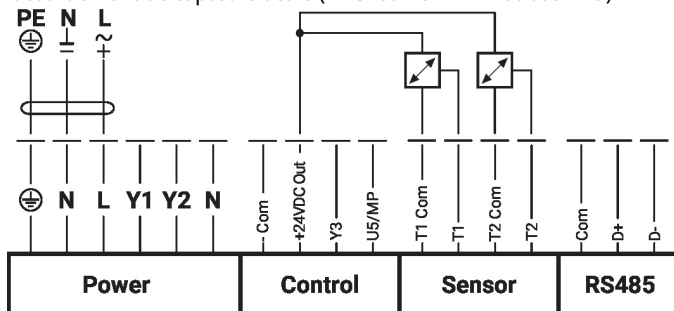 PE N L
N L Y1 Y2 N
Com
+24VDC Out
Y3
U5/MP
T1 Com
T1
T2 Com
T2
Com
D+
D-
Power
Control
Sensor
RS485